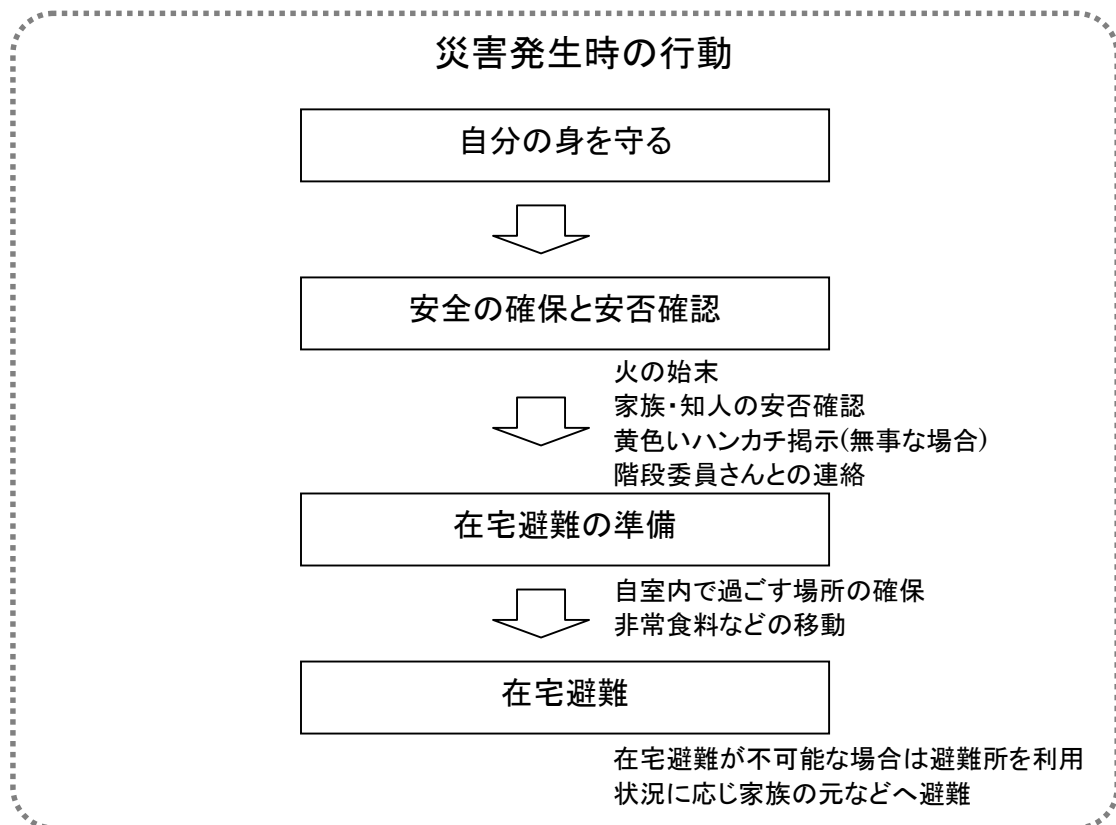 災害発生時の行動
自分の身を守る
安全の確保と安否確認
火の始末
家族・知人の安否確認
黄色いハンカチ掲示(無事な場合)
階段委員さんとの連絡
在宅避難の準備
自室内で過ごす場所の確保
非常食料などの移動
在宅避難
在宅避難が不可能な場合は避難所を利用
状況に応じ家族の元などへ避難